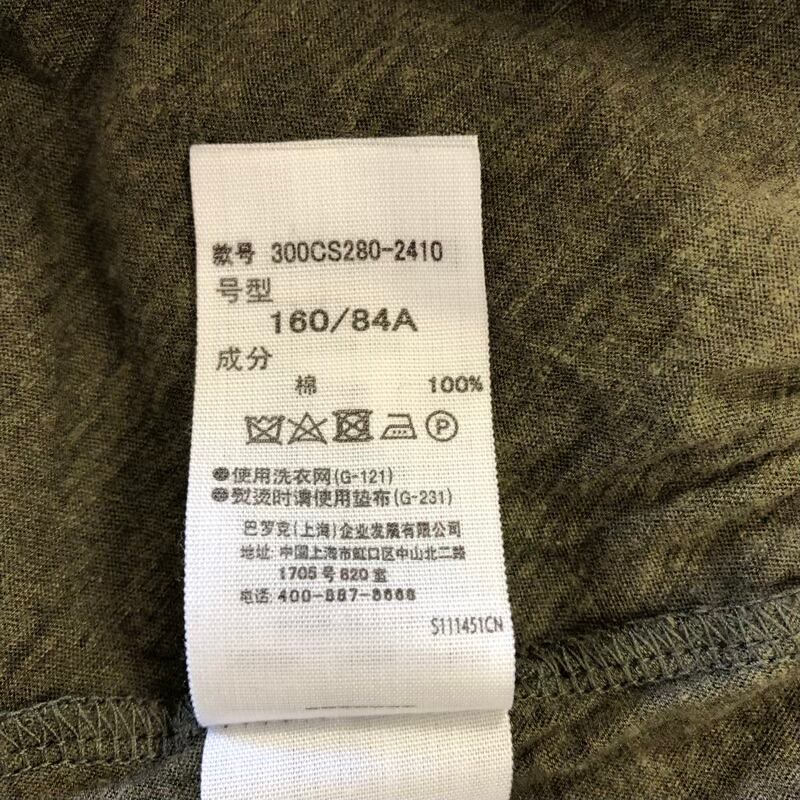 款号 300CS280-2410
号型
160/84A
成分
棉 100%
P
●使用洗衣网(G-121)
●熨烫时请使用垫布(G-231)
巴罗克(上海)企业发展有限公司
地址: 中国上海市虹口区中山北二路
1705号820室
电话: 400-887-8668
S111451CN